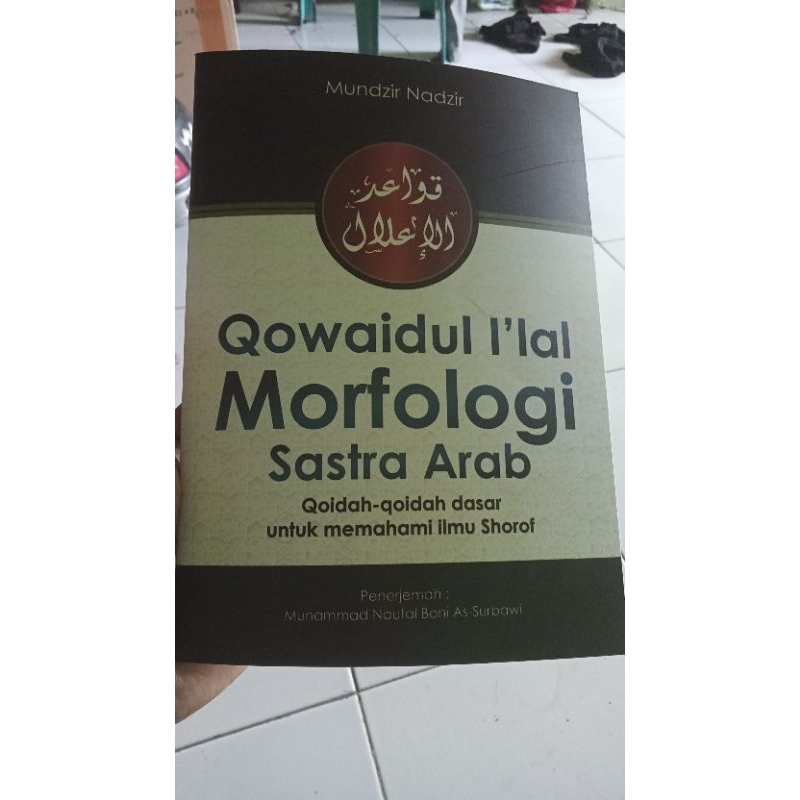 Mundzir Nadzir
قواعد
الإعلال
Qowaidul I'lal
Morfologi
Sastra Arab
Qoidah-qoidah dasar
untuk memahami ilmu Shorof
Penerjemah :
Muhammad Naufal Boni As-Surbawi